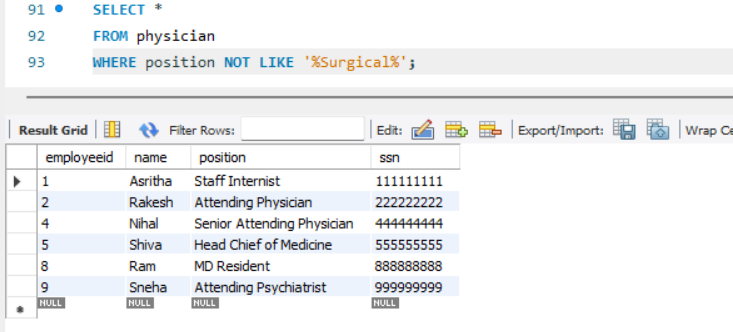 91 SELECT *
92 FROM physician
93 WHERE position NOT LIKE '%Surgical%';
Result Grid Filter Rows: Edit: Export/Import: Wrap Ce
employeeid name position ssn
1 Asritha Staff Internist 111111111
2 Rakesh Attending Physician 222222222
4 Nihal Senior Attending Physician 444444444
5 Shiva Head Chief of Medicine 555555555
8 Ram MD Resident 888888888
9 Sneha Attending Psychiatrist 999999999
NULL NULL NULL NULL